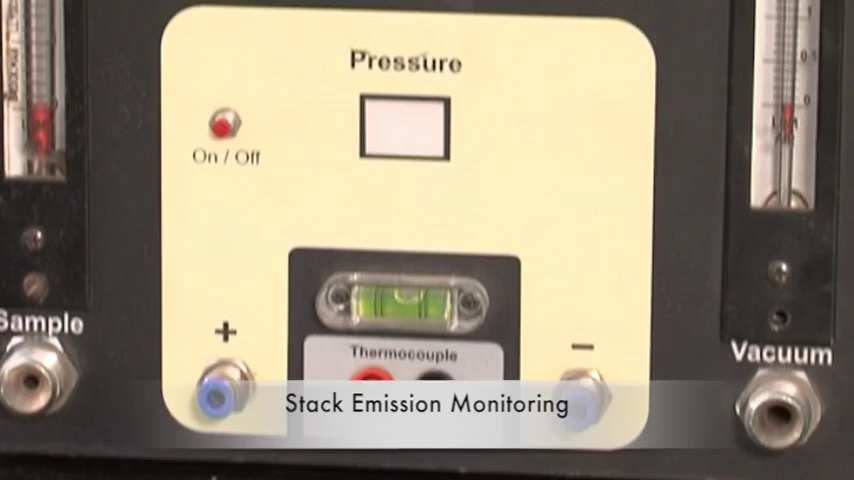 Pressure
On / Off
+
−
Sample
Thermocouple
Vacuum
Stack Emission Monitoring